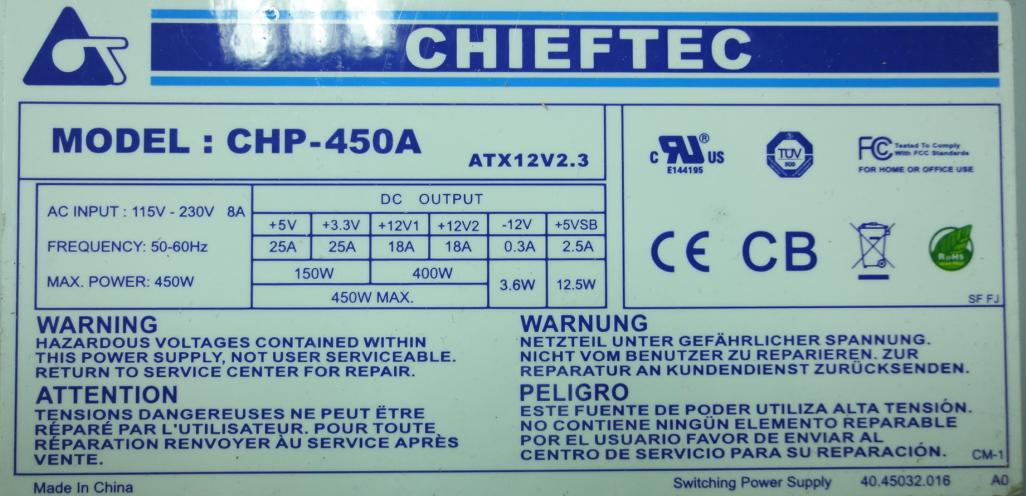 CHIEFTEC
MODEL : CHP-450A
ATX12V2.3
c RU ® US
E144195
TÜV
FC Tested To Comply
With FCC Standards
FOR HOME OR OFFICE USE
AC INPUT : 115V - 230V 8A
FREQUENCY: 50-60Hz
MAX. POWER: 450W
DC OUTPUT
+5V +3.3V +12V1 +12V2 -12V +5VSB
25A 25A 18A 18A 0.3A 2.5A
150W 400W 3.6W 12.5W
450W MAX.
CE CB
RoHS
SF FJ
WARNING
HAZARDOUS VOLTAGES CONTAINED WITHIN
THIS POWER SUPPLY, NOT USER SERVICEABLE.
RETURN TO SERVICE CENTER FOR REPAIR.
ATTENTION
TENSIONS DANGEREUSES NE PEUT ËTRE
RÉPARÉ PAR L'UTILISATEUR. POUR TOUTE
RÉPARATION RENVOYER ÀU SERVICE APRÈS
VENTE.
WARNUNG
NETZTEIL UNTER GEFÄHRLICHER SPANNUNG.
NICHT VOM BENUTZER ZU REPARIEREN. ZUR
REPARATUR AN KUNDENDIENST ZURÜCKSENDEN.
PELIGRO
ESTE FUENTE DE PODER UTILIZA ALTA TENSIÓN.
NO CONTIENE NINGÚN ELEMENTO REPARABLE
POR EL USUARIO FAVOR DE ENVIAR AL
CENTRO DE SERVICIO PARA SU REPARACIÓN.
CM-1
Made In China
Switching Power Supply 40.45032.016 A0